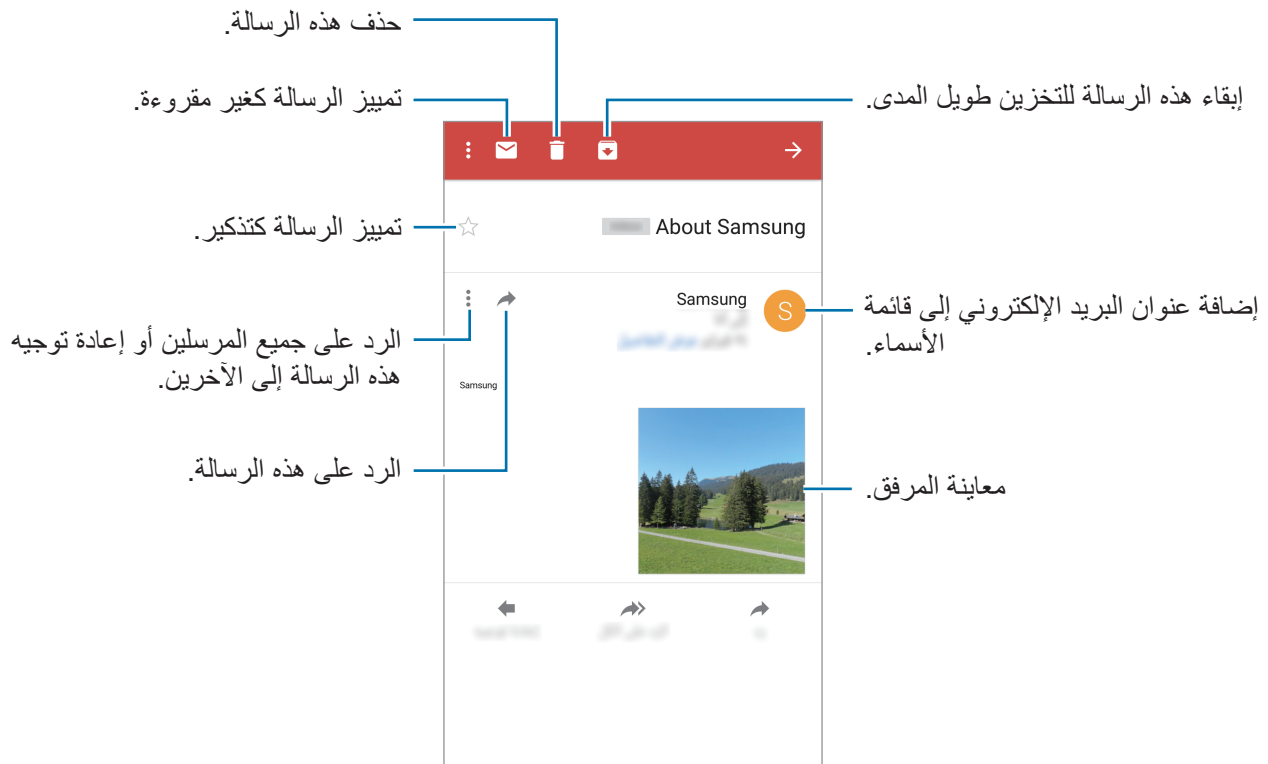 حذف هذه الرسالة.
إبقاء هذه الرسالة للتخزين طويل المدى.
تمييز الرسالة كغير مقروءة.
About Samsung
تمييز الرسالة كتذكير.
Samsung
S
إضافة عنوان البريد الإلكتروني إلى قائمة
الأسماء.
الرد على جميع المرسلين أو إعادة توجيه
هذه الرسالة إلى الآخرين.
Samsung
الرد على هذه الرسالة.
معاينة المرفق.